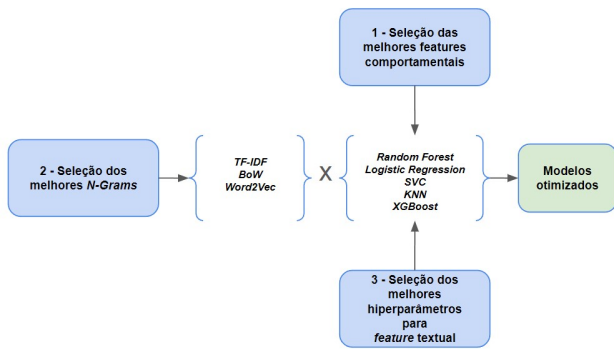 1 - Seleção das
melhores features
comportamentais
2 - Seleção dos
melhores N-Grams
TF-IDF
BoW
Word2Vec
X
Random Forest
Logistic Regression
SVC
KNN
XGBoost
Modelos
otimizados
3 - Seleção dos
melhores
hiperparâmetros
para
feature textual